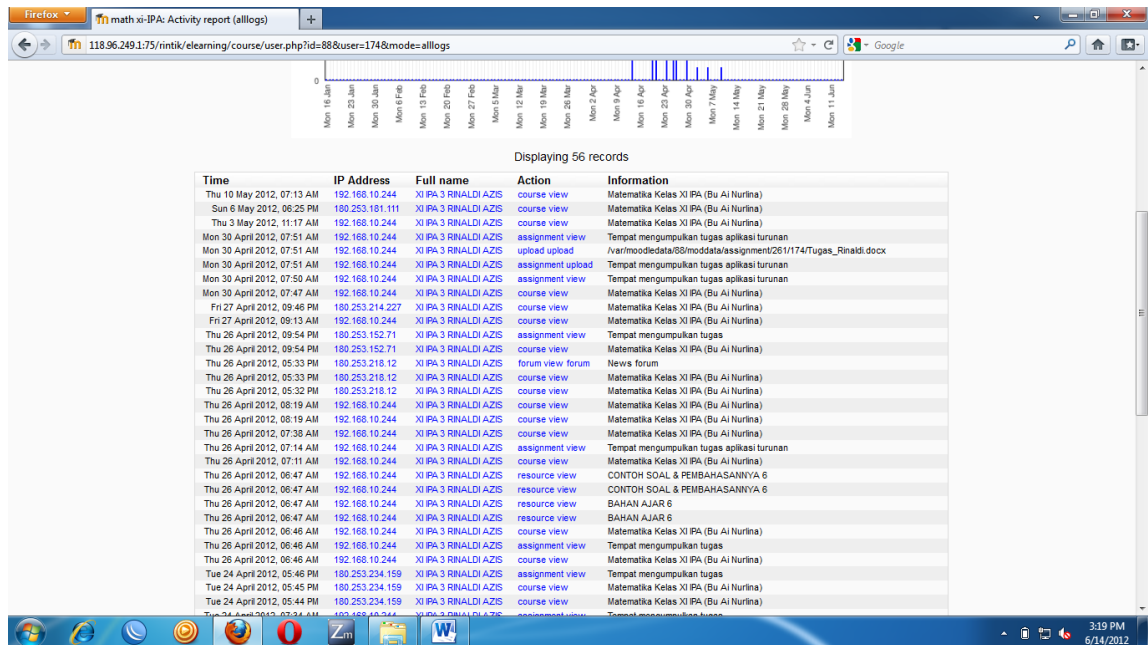 Firefox
math xi-IPA: Activity report (alllogs)
118.96.249.1:75/rintik/elearning/course/user.php?id=88&user=174&mode=alllogs
Google
0
Mon 16 Jan
Mon 23 Jan
Mon 30 Jan
Mon 6 Feb
Mon 13 Feb
Mon 20 Feb
Mon 27 Feb
Mon 5 Mar
Mon 12 Mar
Mon 19 Mar
Mon 26 Mar
Mon 2 Apr
Mon 9 Apr
Mon 16 Apr
Mon 23 Apr
Mon 30 Apr
Mon 7 May
Mon 14 May
Mon 21 May
Mon 28 May
Mon 4 Jun
Mon 11 Jun
Displaying 56 records
Time IP Address Full name Action Information
Thu 10 May 2012, 07:13 AM 192.168.10.244 XI IPA 3 RINALDI AZIS course view Matematika Kelas XI IPA (Bu Ai Nurlina)
Sun 6 May 2012, 06:25 PM 180.253.181.111 XI IPA 3 RINALDI AZIS course view Matematika Kelas XI IPA (Bu Ai Nurlina)
Thu 3 May 2012, 11:17 AM 192.168.10.244 XI IPA 3 RINALDI AZIS course view Matematika Kelas XI IPA (Bu Ai Nurlina)
Mon 30 April 2012, 07:51 AM 192.168.10.244 XI IPA 3 RINALDI AZIS assignment view Tempat mengumpulkan tugas aplikasi turunan
Mon 30 April 2012, 07:51 AM 192.168.10.244 XI IPA 3 RINALDI AZIS upload upload /var/moodledata/88/moddata/assignment/261/174/Tugas_Rinaldi.docx
Mon 30 April 2012, 07:51 AM 192.168.10.244 XI IPA 3 RINALDI AZIS assignment upload Tempat mengumpulkan tugas aplikasi turunan
Mon 30 April 2012, 07:50 AM 192.168.10.244 XI IPA 3 RINALDI AZIS assignment view Tempat mengumpulkan tugas aplikasi turunan
Mon 30 April 2012, 07:47 AM 192.168.10.244 XI IPA 3 RINALDI AZIS course view Matematika Kelas XI IPA (Bu Ai Nurlina)
Fri 27 April 2012, 09:46 PM 180.253.214.227 XI IPA 3 RINALDI AZIS course view Matematika Kelas XI IPA (Bu Ai Nurlina)
Fri 27 April 2012, 09:13 AM 192.168.10.244 XI IPA 3 RINALDI AZIS course view Matematika Kelas XI IPA (Bu Ai Nurlina)
Thu 26 April 2012, 09:54 PM 180.253.152.71 XI IPA 3 RINALDI AZIS assignment view Tempat mengumpulkan tugas
Thu 26 April 2012, 09:54 PM 180.253.152.71 XI IPA 3 RINALDI AZIS course view Matematika Kelas XI IPA (Bu Ai Nurlina)
Thu 26 April 2012, 05:33 PM 180.253.218.12 XI IPA 3 RINALDI AZIS forum view forum News forum
Thu 26 April 2012, 05:33 PM 180.253.218.12 XI IPA 3 RINALDI AZIS course view Matematika Kelas XI IPA (Bu Ai Nurlina)
Thu 26 April 2012, 05:32 PM 180.253.218.12 XI IPA 3 RINALDI AZIS course view Matematika Kelas XI IPA (Bu Ai Nurlina)
Thu 26 April 2012, 08:19 AM 192.168.10.244 XI IPA 3 RINALDI AZIS course view Matematika Kelas XI IPA (Bu Ai Nurlina)
Thu 26 April 2012, 08:19 AM 192.168.10.244 XI IPA 3 RINALDI AZIS course view Matematika Kelas XI IPA (Bu Ai Nurlina)
Thu 26 April 2012, 07:38 AM 192.168.10.244 XI IPA 3 RINALDI AZIS course view Matematika Kelas XI IPA (Bu Ai Nurlina)
Thu 26 April 2012, 07:14 AM 192.168.10.244 XI IPA 3 RINALDI AZIS assignment view Tempat mengumpulkan tugas aplikasi turunan
Thu 26 April 2012, 07:11 AM 192.168.10.244 XI IPA 3 RINALDI AZIS course view Matematika Kelas XI IPA (Bu Ai Nurlina)
Thu 26 April 2012, 06:47 AM 192.168.10.244 XI IPA 3 RINALDI AZIS resource view CONTOH SOAL & PEMBAHASANNYA 6
Thu 26 April 2012, 06:47 AM 192.168.10.244 XI IPA 3 RINALDI AZIS resource view CONTOH SOAL & PEMBAHASANNYA 6
Thu 26 April 2012, 06:47 AM 192.168.10.244 XI IPA 3 RINALDI AZIS resource view BAHAN AJAR 6
Thu 26 April 2012, 06:47 AM 192.168.10.244 XI IPA 3 RINALDI AZIS resource view BAHAN AJAR 6
Thu 26 April 2012, 06:46 AM 192.168.10.244 XI IPA 3 RINALDI AZIS course view Matematika Kelas XI IPA (Bu Ai Nurlina)
Thu 26 April 2012, 06:46 AM 192.168.10.244 XI IPA 3 RINALDI AZIS assignment view Tempat mengumpulkan tugas
Thu 26 April 2012, 06:46 AM 192.168.10.244 XI IPA 3 RINALDI AZIS course view Matematika Kelas XI IPA (Bu Ai Nurlina)
Tue 24 April 2012, 05:46 PM 180.253.234.159 XI IPA 3 RINALDI AZIS assignment view Tempat mengumpulkan tugas
Tue 24 April 2012, 05:45 PM 180.253.234.159 XI IPA 3 RINALDI AZIS course view Matematika Kelas XI IPA (Bu Ai Nurlina)
Tue 24 April 2012, 05:44 PM 180.253.234.159 XI IPA 3 RINALDI AZIS course view Matematika Kelas XI IPA (Bu Ai Nurlina)
Tue 24 April 2012, 07:34 AM 192.168.10.244 XI IPA 3 RINALDI AZIS assignment view Tempat mengumpulkan tugas
Zm
W
3:19 PM
6/14/2012